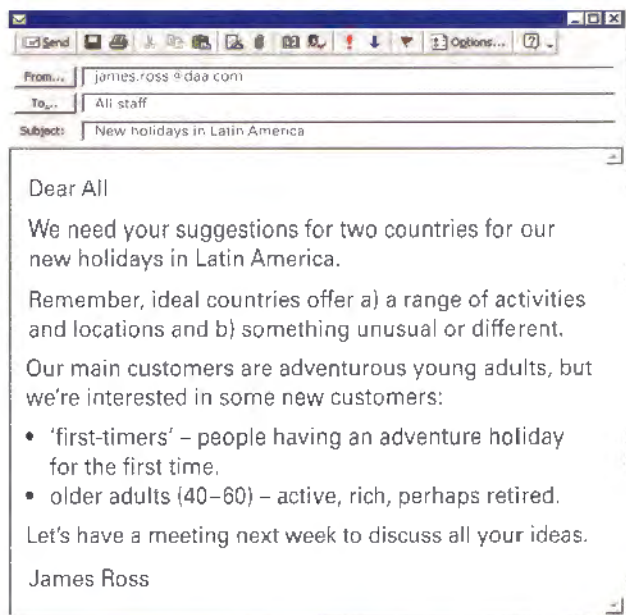 Send Options...
From... james.ross@daa.com
To... All staff
Subject: New holidays in Latin America
Dear All
We need your suggestions for two countries for our
new holidays in Latin America.
Remember, ideal countries offer a) a range of activities
and locations and b) something unusual or different.
Our main customers are adventurous young adults, but
we're interested in some new customers:
• 'first-timers' – people having an adventure holiday
for the first time.
• older adults (40–60) – active, rich, perhaps retired.
Let's have a meeting next week to discuss all your ideas.
James Ross